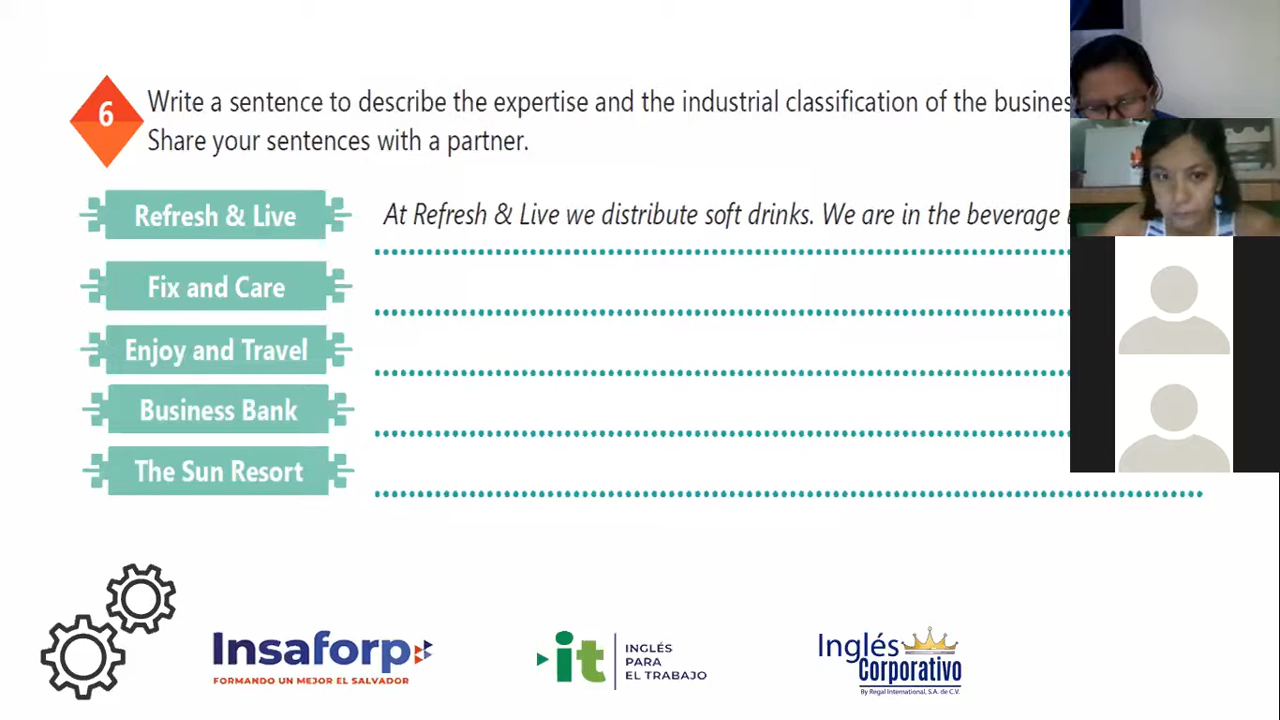 6
Write a sentence to describe the expertise and the industrial classification of the
Share your sentences with a partner.
Refresh & Live
At Refresh & Live we distribute soft drinks. We are in the beverage
Fix and Care
Enjoy and Travel
Business Bank
The Sun Resort
Insaforp
FORMANDO UN MEJOR EL SALVADOR
it
INGLÉS
PARA
EL TRABAJO
Inglés
Corporativo
By Regal International, S.A. de C.V.